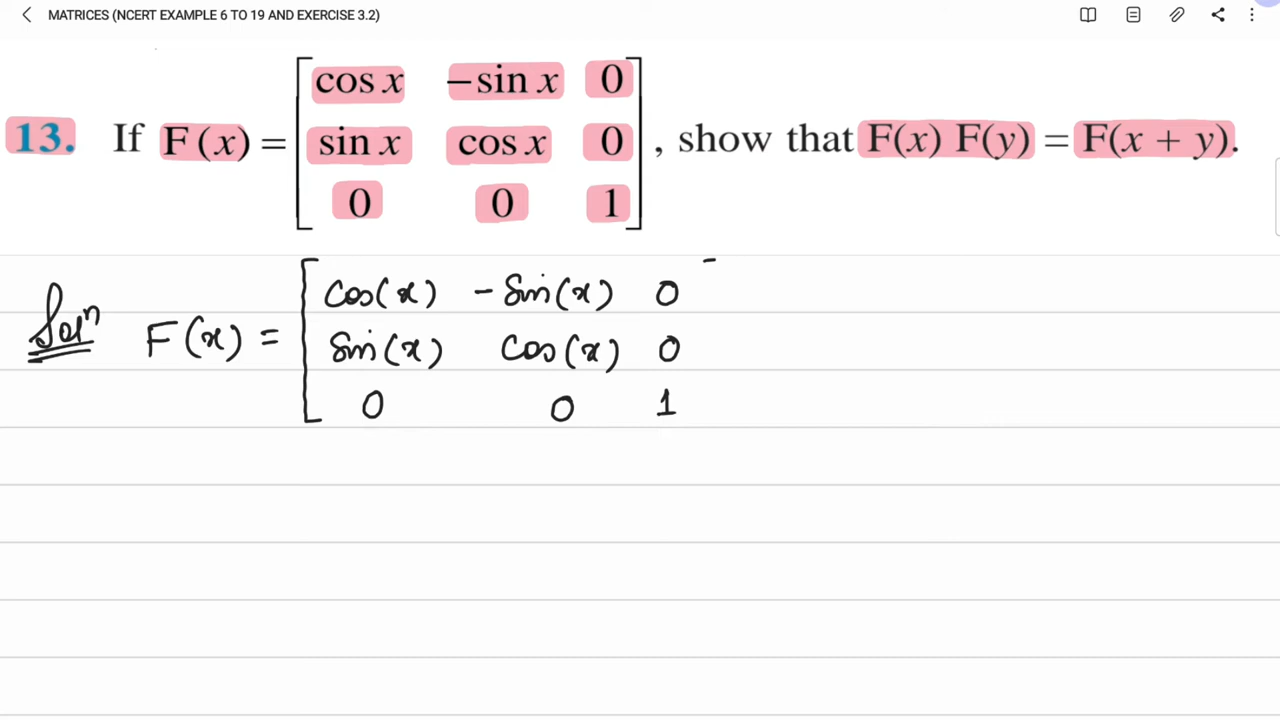 MATRICES (NCERT EXAMPLE 6 TO 19 AND EXERCISE 3.2)
cos x −sin x 0
13. If F (x) = sin x cos x 0 , show that F(x) F(y) = F(x + y).
0 0 1
cos(x) - sin(x) 0
Solⁿ F(x) = sin(x) cos(x) 0
0 0 1